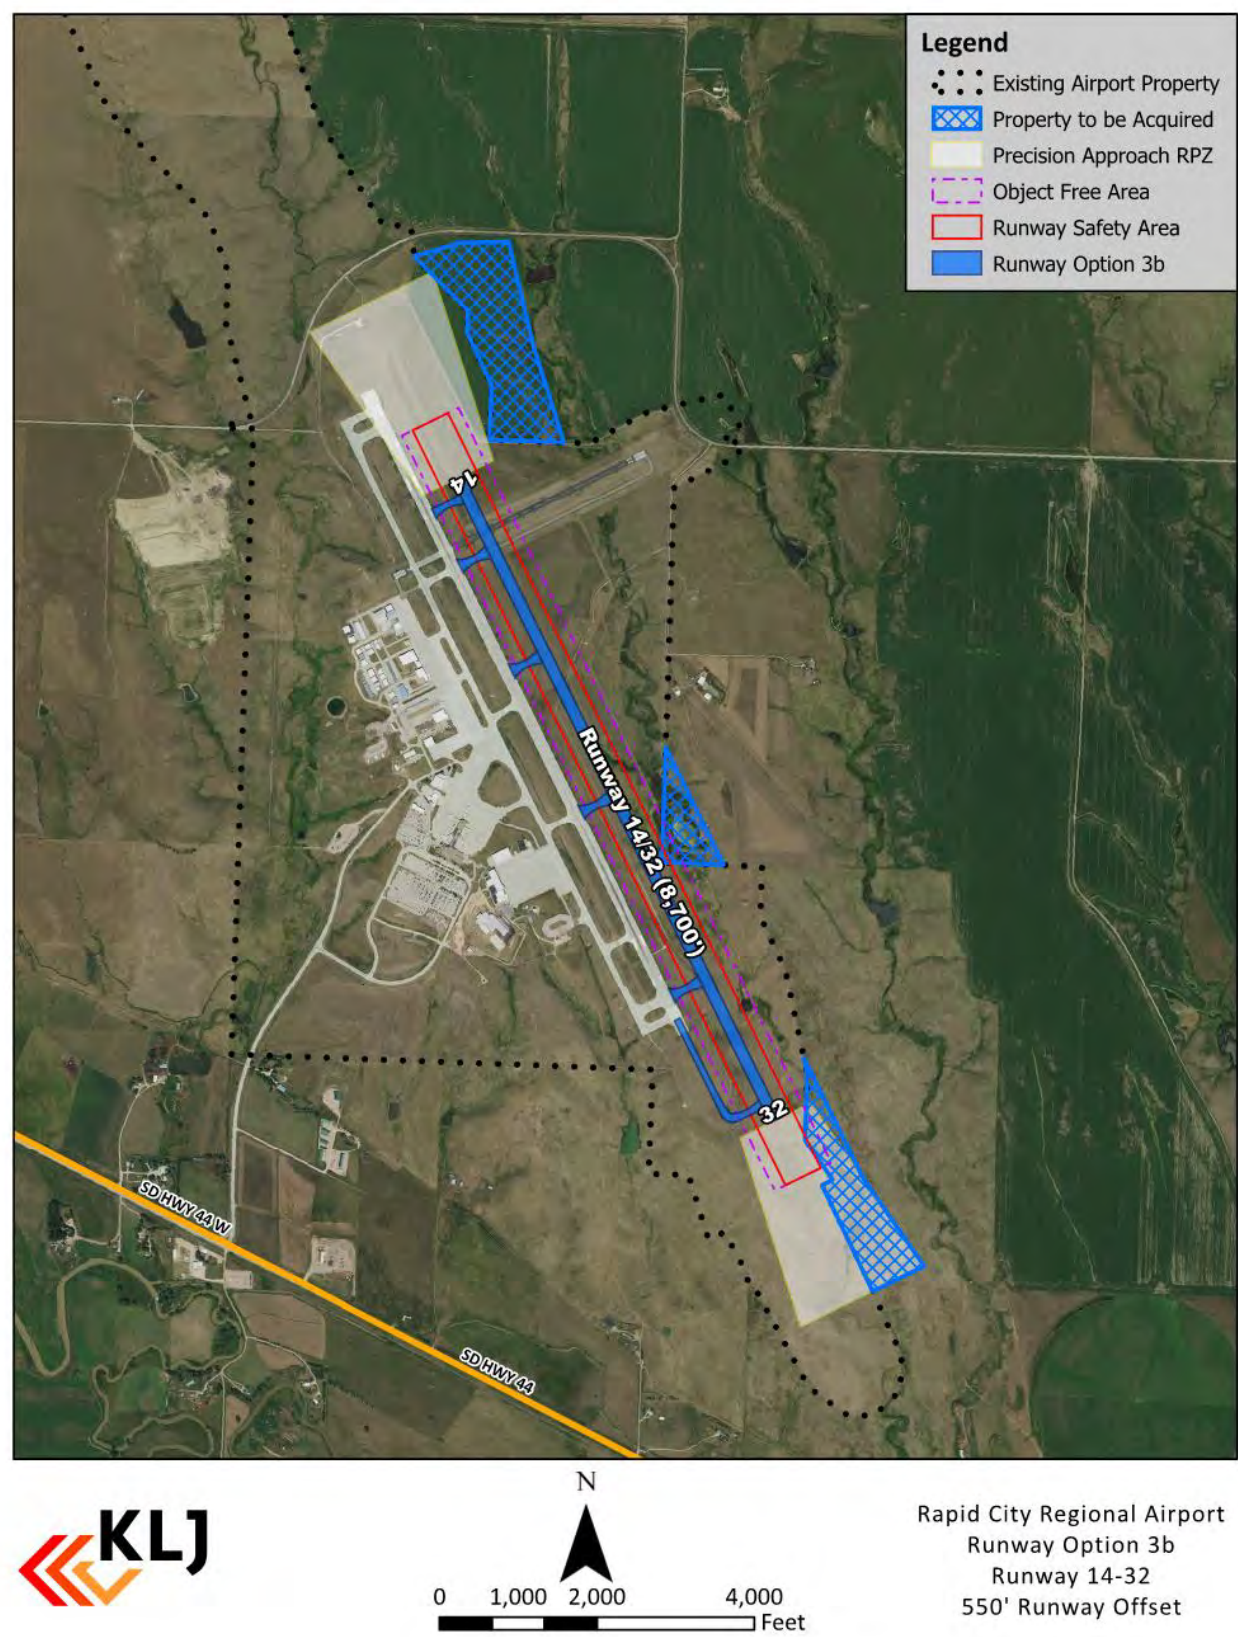 Legend
Existing Airport Property
Property to be Acquired
Precision Approach RPZ
Object Free Area
Runway Safety Area
Runway Option 3b
14
Runway 14/32 (8,700')
32
SD HWY 44 W
SD HWY 44
KLJ
N
0 1,000 2,000 4,000
Feet
Rapid City Regional Airport
Runway Option 3b
Runway 14-32
550' Runway Offset